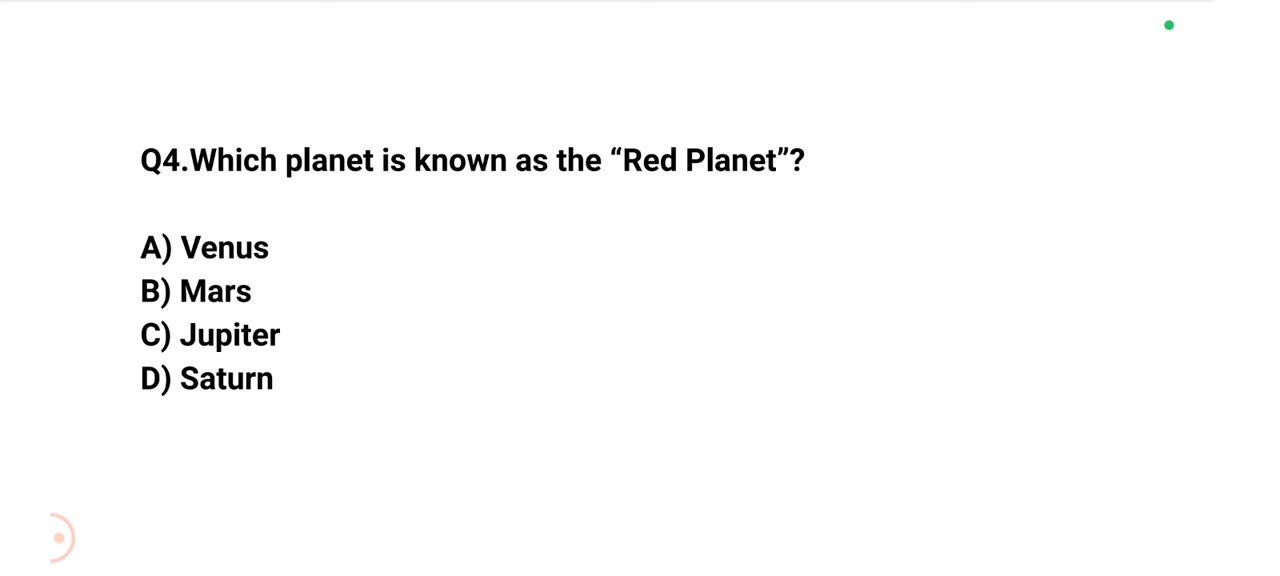 Q4.Which planet is known as the “Red Planet”?
A) Venus
B) Mars
C) Jupiter
D) Saturn